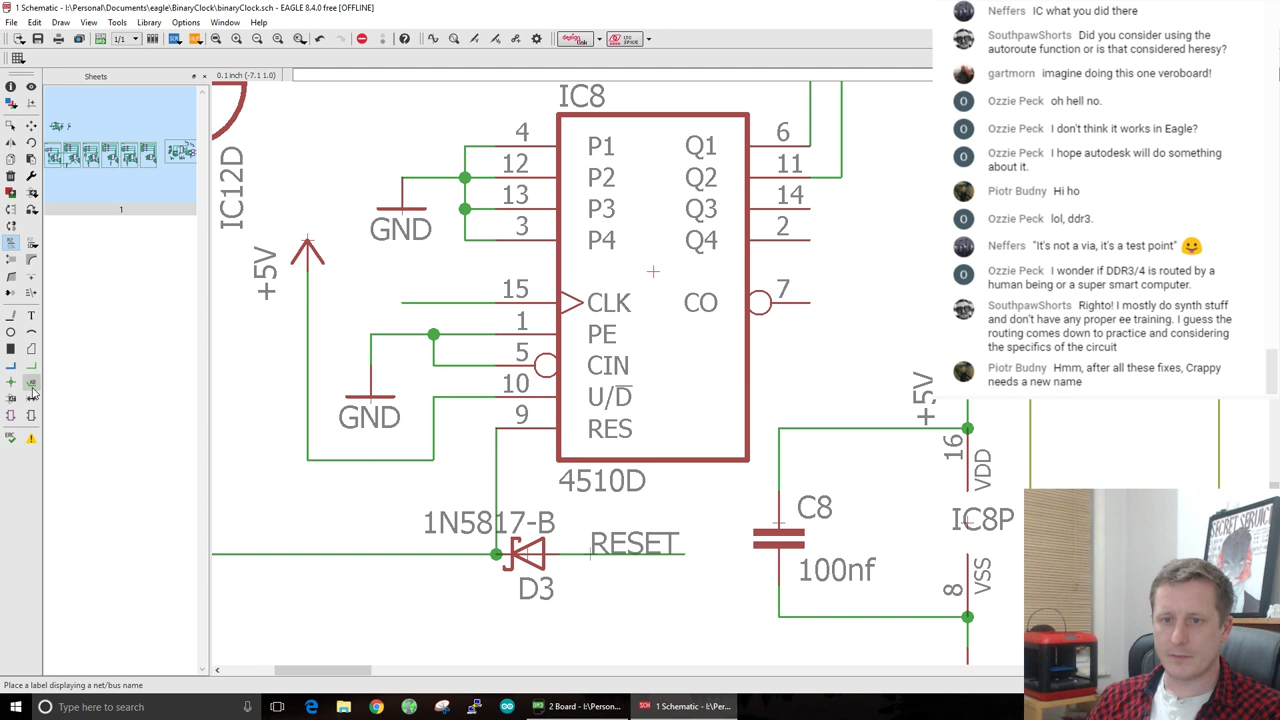 1 Schematic - I:\Personal\Documents\eagle\BinaryClock\binaryClock.sch - EAGLE 8.4.0 free [OFFLINE]
File Edit Draw View Tools Library Options Window Help
1/1
design link
LT SPICE
Sheets
0.1 inch (-7.1 1.0)
1
IC12D
+5V
GND
GND
IC8
4
12
13
3
15
1
5
10
9
P1
P2
P3
P4
CLK
PE
CIN
U/D
RES
Q1
Q2
Q3
Q4
CO
6
11
14
2
7
4510D
1N5817-B
D3
RESET
C8
100nf
+5V
16
VDD
IC8P
8
VSS
Neffers IC what you did there
SouthpawShorts Did you consider using the
autoroute function or is that considered heresy?
gartmorn imagine doing this one veroboard!
Ozzie Peck oh hell no.
Ozzie Peck I don't think it works in Eagle?
Ozzie Peck I hope autodesk will do something
about it.
Piotr Budny Hi ho
Ozzie Peck lol, ddr3.
Neffers "It's not a via, it's a test point"
Ozzie Peck I wonder if DDR3/4 is routed by a
human being or a super smart computer.
SouthpawShorts Righto! I mostly do synth stuff
and don't have any proper ee training. I guess the
routing comes down to practice and considering
the specifics of the circuit
Piotr Budny Hmm, after all these fixes, Crappy
needs a new name
SECRET SERVICE
Place a label displaying a net/bus name
Type here to search
2 Board - I:\Person...
1 Schematic - I:\Per...